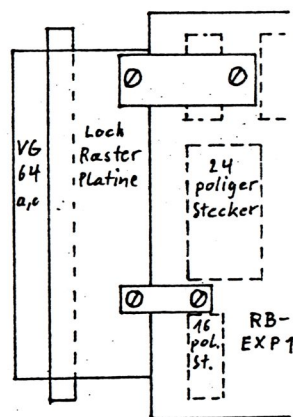 VG
64
a,c
Loch
Raster
Platine
24
poliger
Stecker
16
pol.
St.
RB-
EXP1